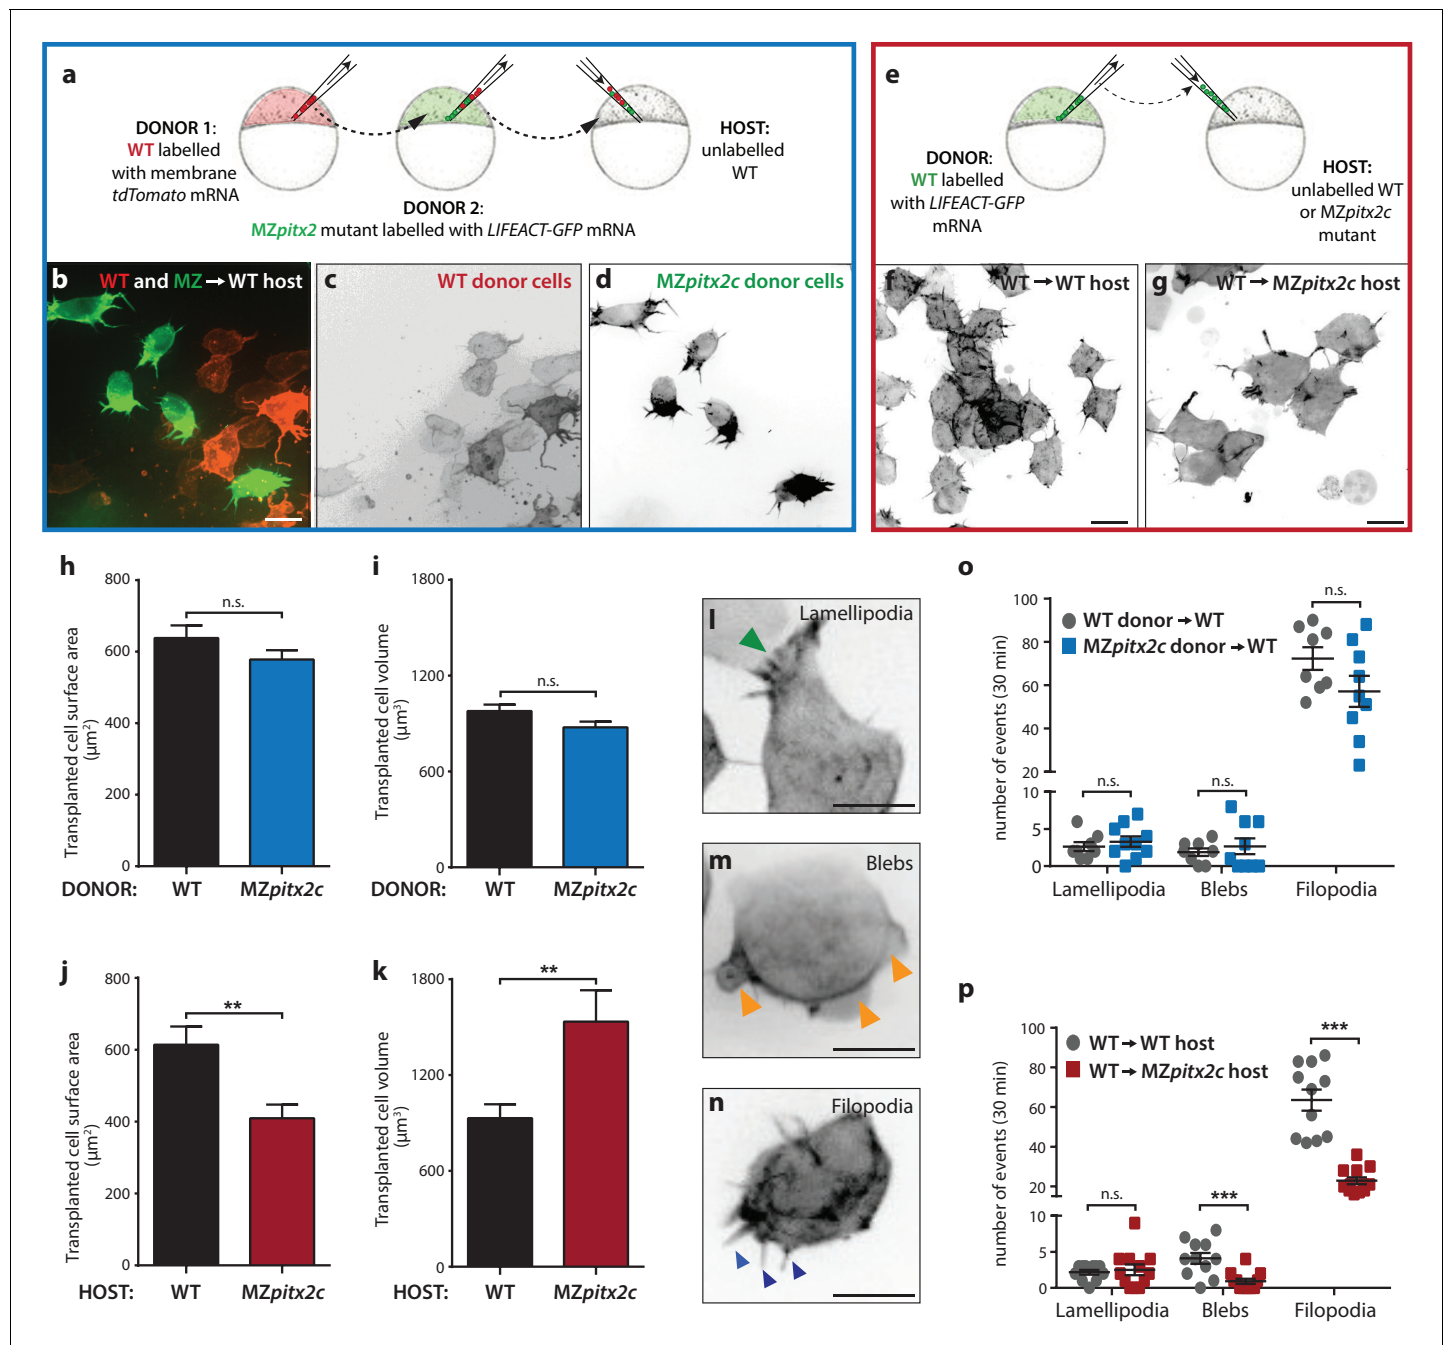 a
DONOR 1:
WT labelled
with membrane
tdTomato mRNA
DONOR 2:
MZpitx2 mutant labelled with LIFEACT-GFP mRNA
HOST:
unlabelled
WT
b
WT and MZ → WT host
c
WT donor cells
d
MZpitx2c donor cells
e
DONOR:
WT labelled
with LIFEACT-GFP
mRNA
HOST:
unlabelled WT
or MZpitx2c
mutant
f
WT → WT host
g
WT → MZpitx2c host
h
Transplanted cell surface area
(µm²)
800
600
400
200
0
n.s.
DONOR: WT MZpitx2c
i
Transplanted cell volume
(µm³)
1800
1200
600
0
n.s.
DONOR: WT MZpitx2c
j
Transplanted cell surface area
(µm²)
800
600
400
200
0
**
HOST: WT MZpitx2c
k
Transplanted cell volume
(µm³)
1800
1200
600
0
**
HOST: WT MZpitx2c
l
Lamellipodia
m
Blebs
n
Filopodia
o
number of events (30 min)
100
80
60
40
20
10
5
0
WT donor → WT
MZpitx2c donor → WT
n.s.
n.s.
n.s.
Lamellipodia Blebs Filopodia
p
number of events (30 min)
100
80
60
40
20
10
5
0
WT → WT host
WT → MZpitx2c host
n.s.
***
***
Lamellipodia Blebs Filopodia